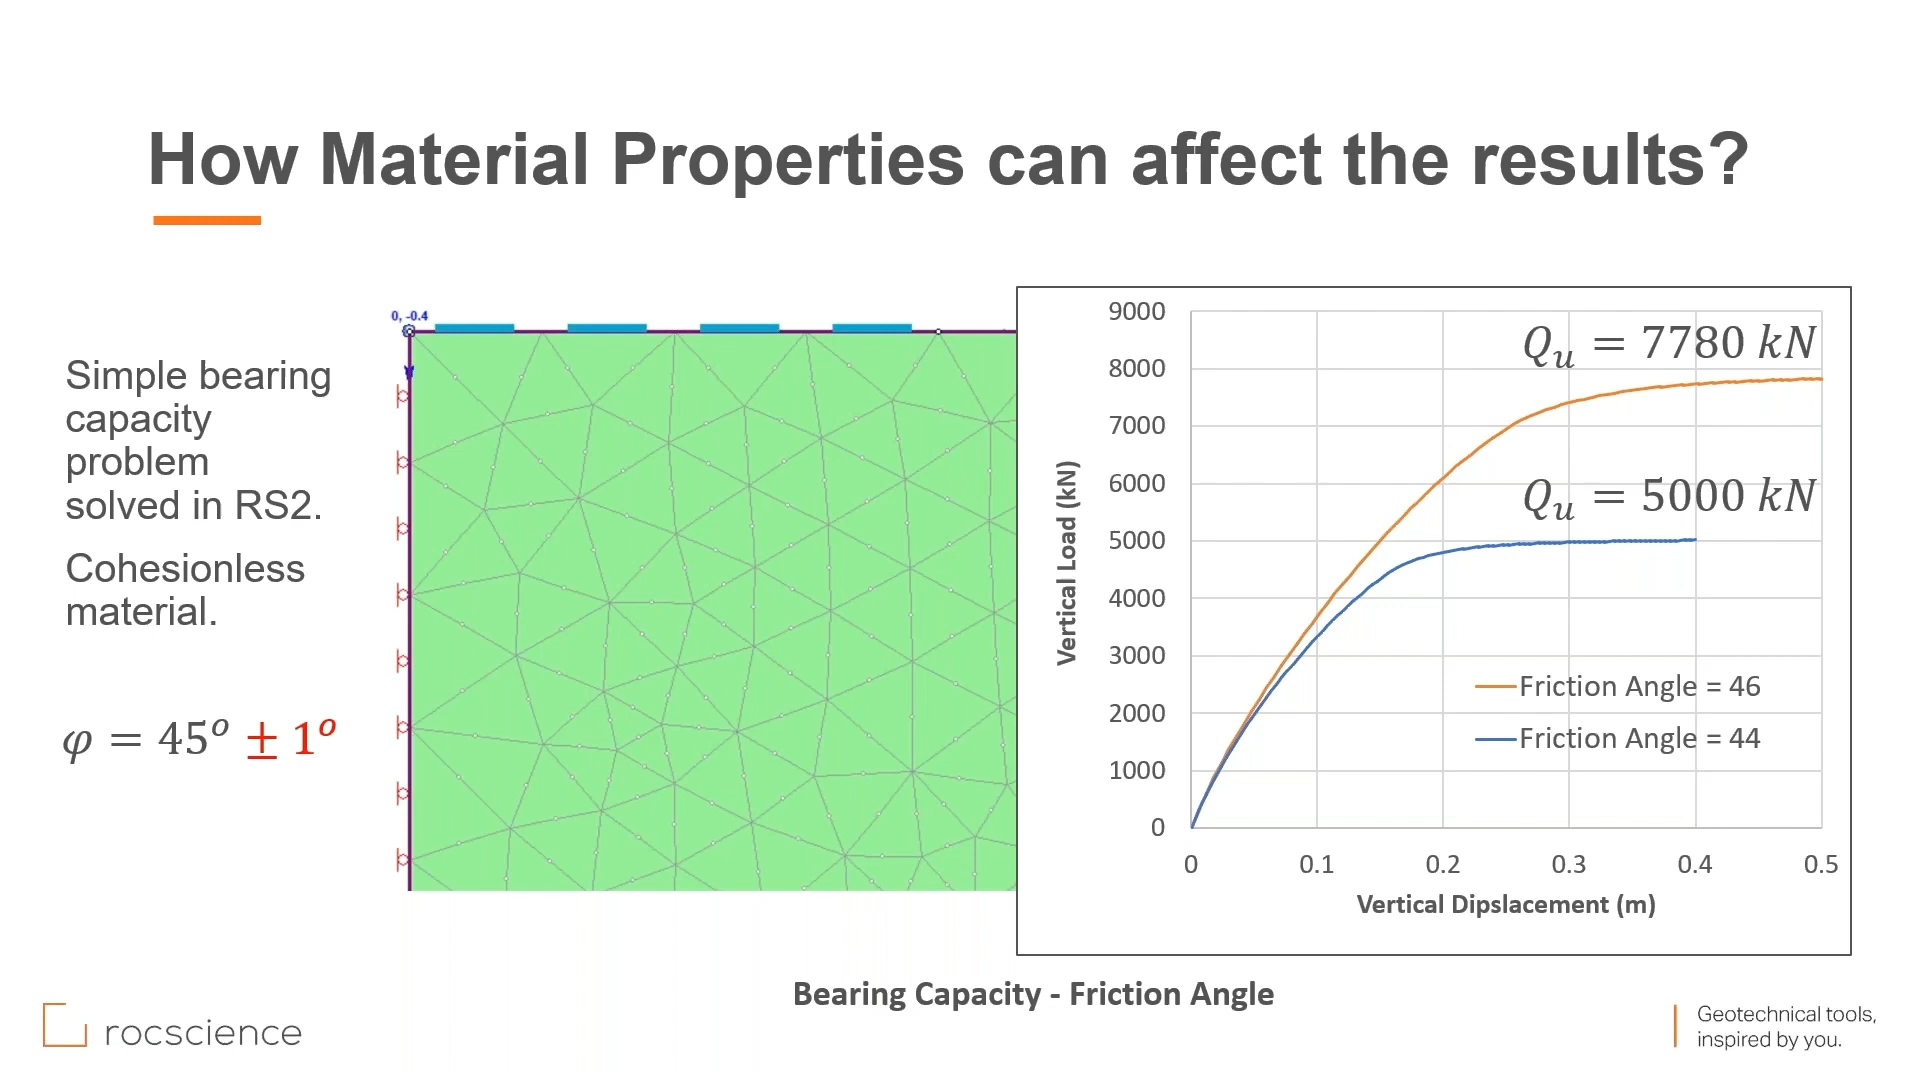 How Material Properties can affect the results?
Simple bearing
capacity
problem
solved in RS2.
Cohesionless
material.
φ = 45° ± 1°
0, -0.4
9000
8000
7000
6000
5000
4000
3000
2000
1000
0
Vertical Load (kN)
Qu = 7780 kN
Qu = 5000 kN
Friction Angle = 46
Friction Angle = 44
0 0.1 0.2 0.3 0.4 0.5
Vertical Dipslacement (m)
Bearing Capacity - Friction Angle
rocscience
Geotechnical tools,
inspired by you.